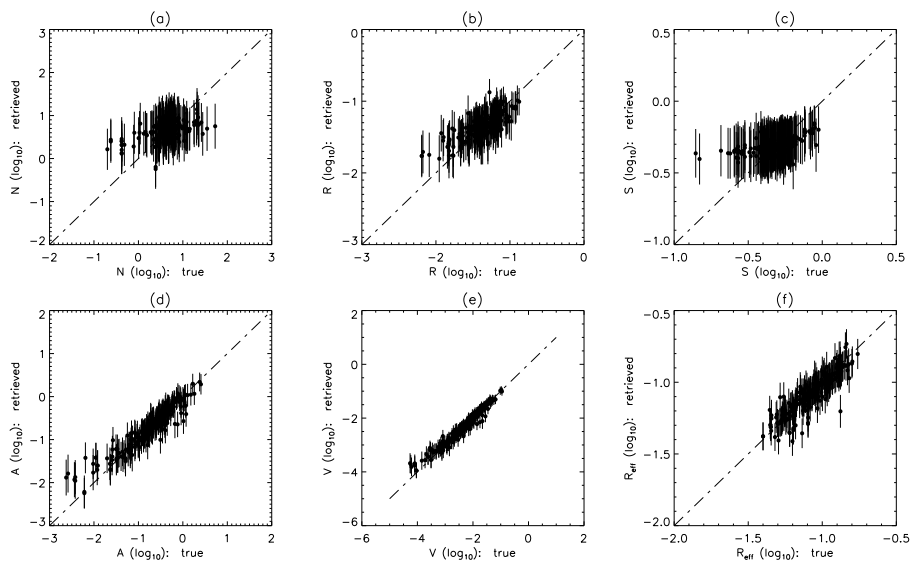 (a)
(b)
(c)
3
2
1
0
−1
−2
N (log10): retrieved
−2 −1 0 1 2 3
N (log10): true
0
−1
−2
−3
R (log10): retrieved
−3 −2 −1 0
R (log10): true
0.5
0.0
−0.5
−1.0
S (log10): retrieved
−1.0 −0.5 0.0 0.5
S (log10): true
(d)
(e)
(f)
2
1
0
−1
−2
−3
A (log10): retrieved
−3 −2 −1 0 1 2
A (log10): true
2
0
−2
−4
−6
V (log10): retrieved
−6 −4 −2 0 2
V (log10): true
−0.5
−1.0
−1.5
−2.0
Reff (log10): retrieved
−2.0 −1.5 −1.0 −0.5
Reff (log10): true